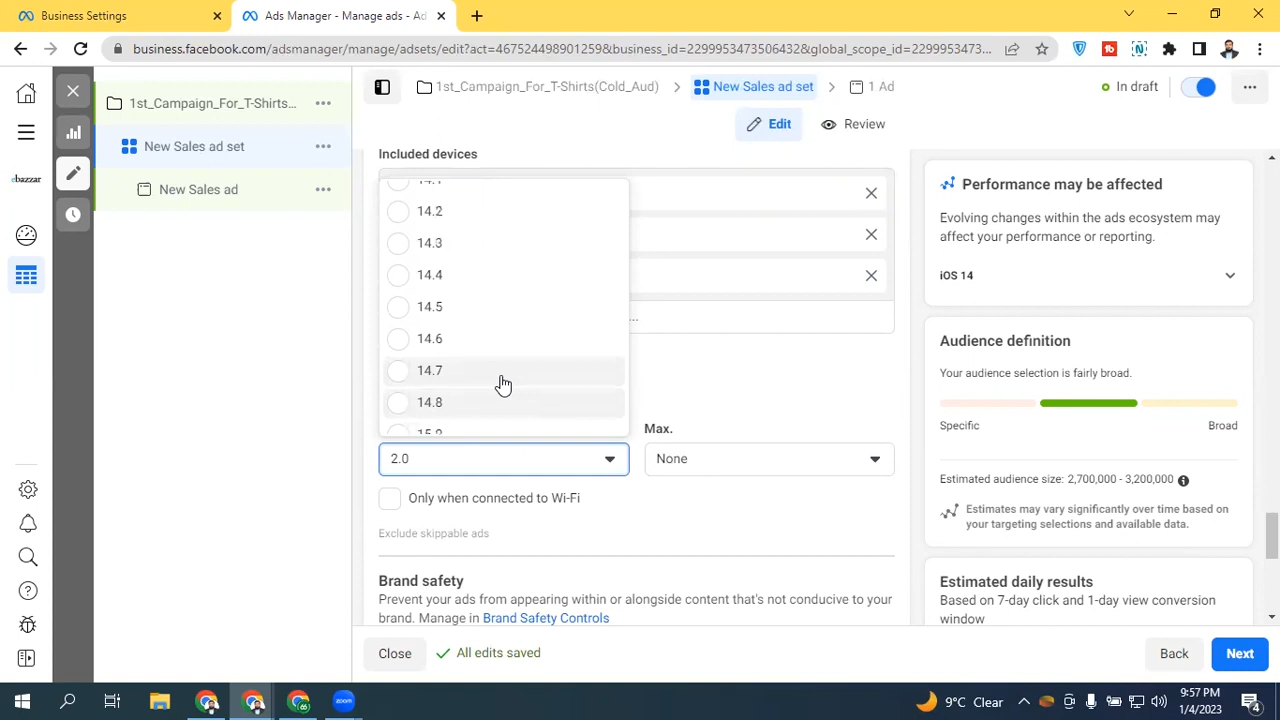 Business Settings
Ads Manager - Manage ads - Ad
business.facebook.com/adsmanager/manage/adsets/edit?act=467524498901259&business_id=2299953473506432&global_scope_id=2299953473...
1st_Campaign_For_T-Shirts...
New Sales ad set
New Sales ad
ebazzar
1st_Campaign_For_T-Shirts(Cold_Aud)
New Sales ad set
1 Ad
In draft
Edit
Review
Included devices
14.1
14.2
14.3
14.4
14.5
14.6
14.7
14.8
...
Max.
2.0
None
Only when connected to Wi-Fi
Exclude skippable ads
Brand safety
Prevent your ads from appearing within or alongside content that's not conducive to your
brand. Manage in Brand Safety Controls
Close
All edits saved
Back
Next
Performance may be affected
Evolving changes within the ads ecosystem may
affect your performance or reporting.
iOS 14
Audience definition
Your audience selection is fairly broad.
Specific
Broad
Estimated audience size: 2,700,000 - 3,200,000
Estimates may vary significantly over time based on
your targeting selections and available data.
Estimated daily results
Based on 7-day click and 1-day view conversion
window
9°C Clear
9:57 PM
1/4/2023
4